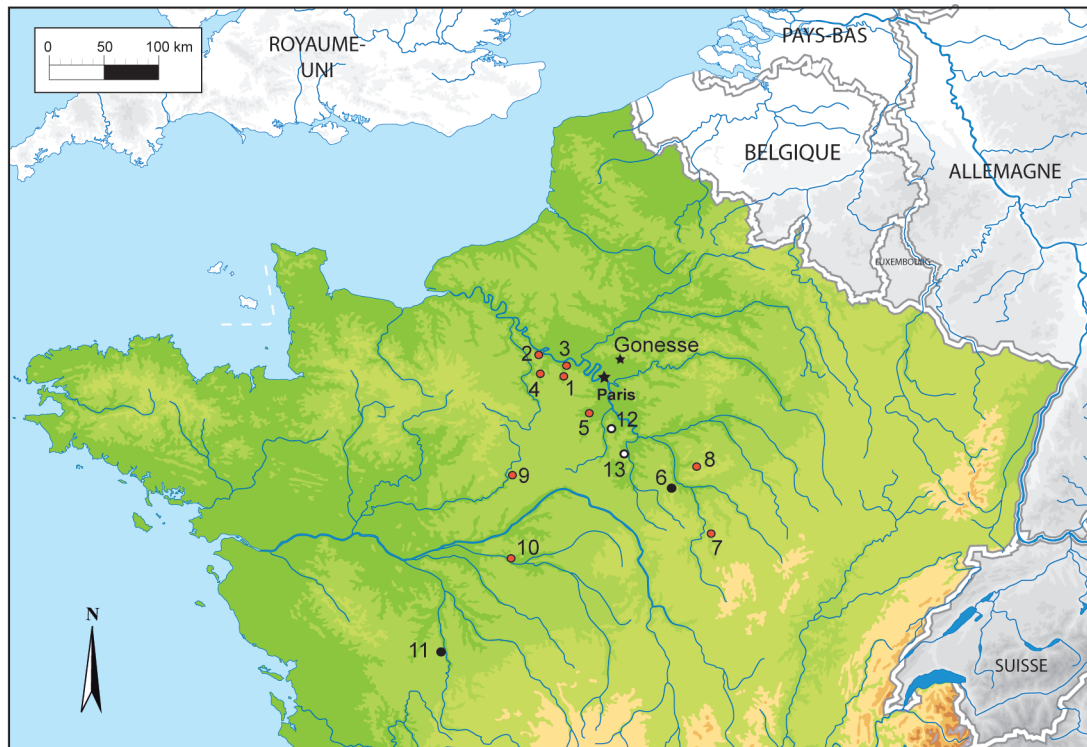 0 50 100 km
ROYAUME-
UNI
PAYS-BAS
BELGIQUE
ALLEMAGNE
LUXEMBOURG
Gonesse
2
3
4
1
Paris
5
12
13
8
6
9
7
10
11
N
SUISSE